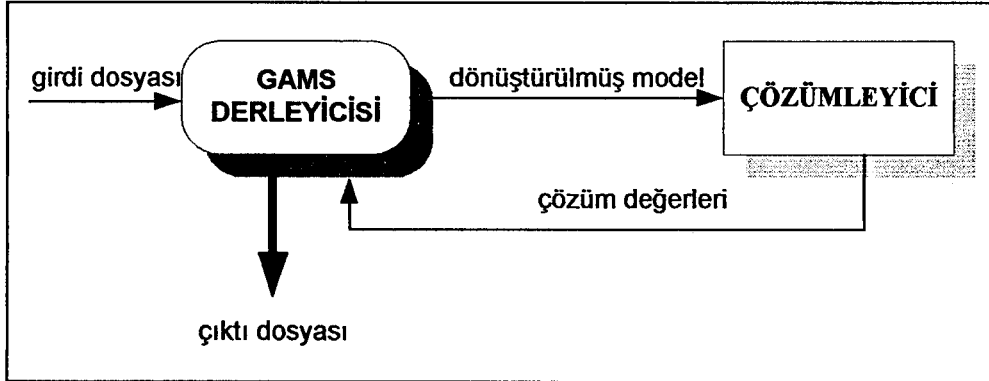 girdi dosyası
GAMS
DERLEYİCİSİ
dönüştürülmüş model
ÇÖZÜMLEYİCİ
çözüm değerleri
çıktı dosyası